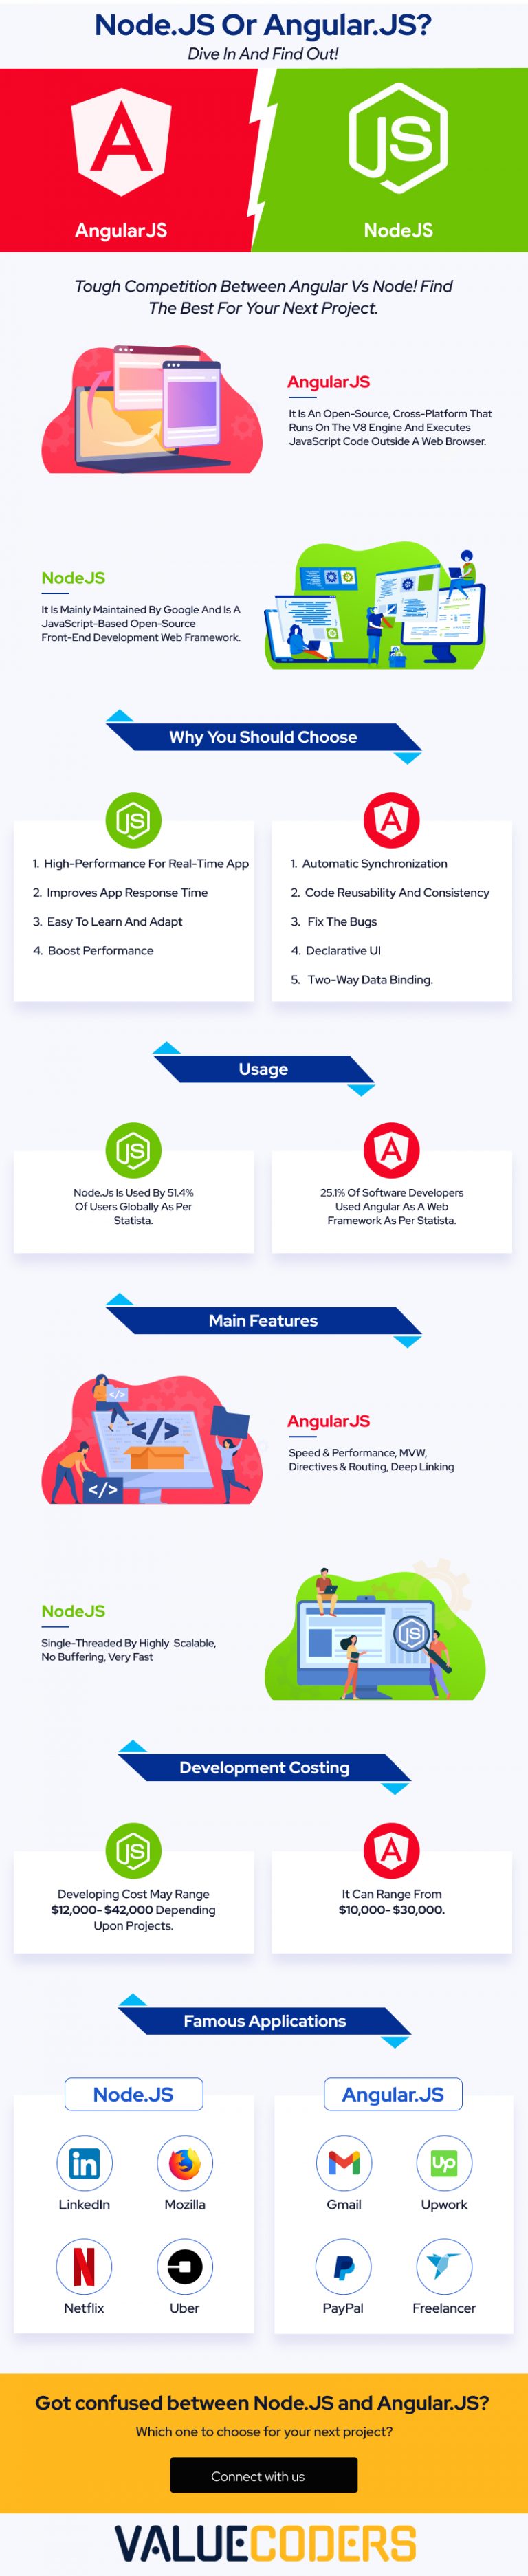 Node.JS Or Angular.JS?
Dive In And Find Out!
A
JS
AngularJS
NodeJS
Tough Competition Between Angular Vs Node! Find
The Best For Your Next Project.
AngularJS
It Is An Open-Source, Cross-Platform That
Runs On The V8 Engine And Executes
JavaScript Code Outside A Web Browser.
NodeJS
It Is Mainly Maintained By Google And Is A
JavaScript-Based Open-Source
Front-End Development Web Framework.
Why You Should Choose
JS
1. High-Performance For Real-Time App
2. Improves App Response Time
3. Easy To Learn And Adapt
4. Boost Performance
A
1. Automatic Synchronization
2. Code Reusability And Consistency
3. Fix The Bugs
4. Declarative UI
5. Two-Way Data Binding.
Usage
JS
Node.Js Is Used By 51.4%
Of Users Globally As Per
Statista.
A
25.1% Of Software Developers
Used Angular As A Web
Framework As Per Statista.
Main Features
</>
</>
</>
AngularJS
Speed & Performance, MVW,
Directives & Routing, Deep Linking
NodeJS
Single-Threaded By Highly Scalable,
No Buffering, Very Fast
JS
Development Costing
JS
Developing Cost May Range
$12,000- $42,000 Depending
Upon Projects.
A
It Can Range From
$10,000- $30,000.
Famous Applications
Node.JS
in
LinkedIn
Mozilla
N
Netflix
Uber
Angular.JS
Gmail
Up
Upwork
PayPal
Freelancer
Got confused between Node.JS and Angular.JS?
Which one to choose for your next project?
Connect with us
VALUECODERS